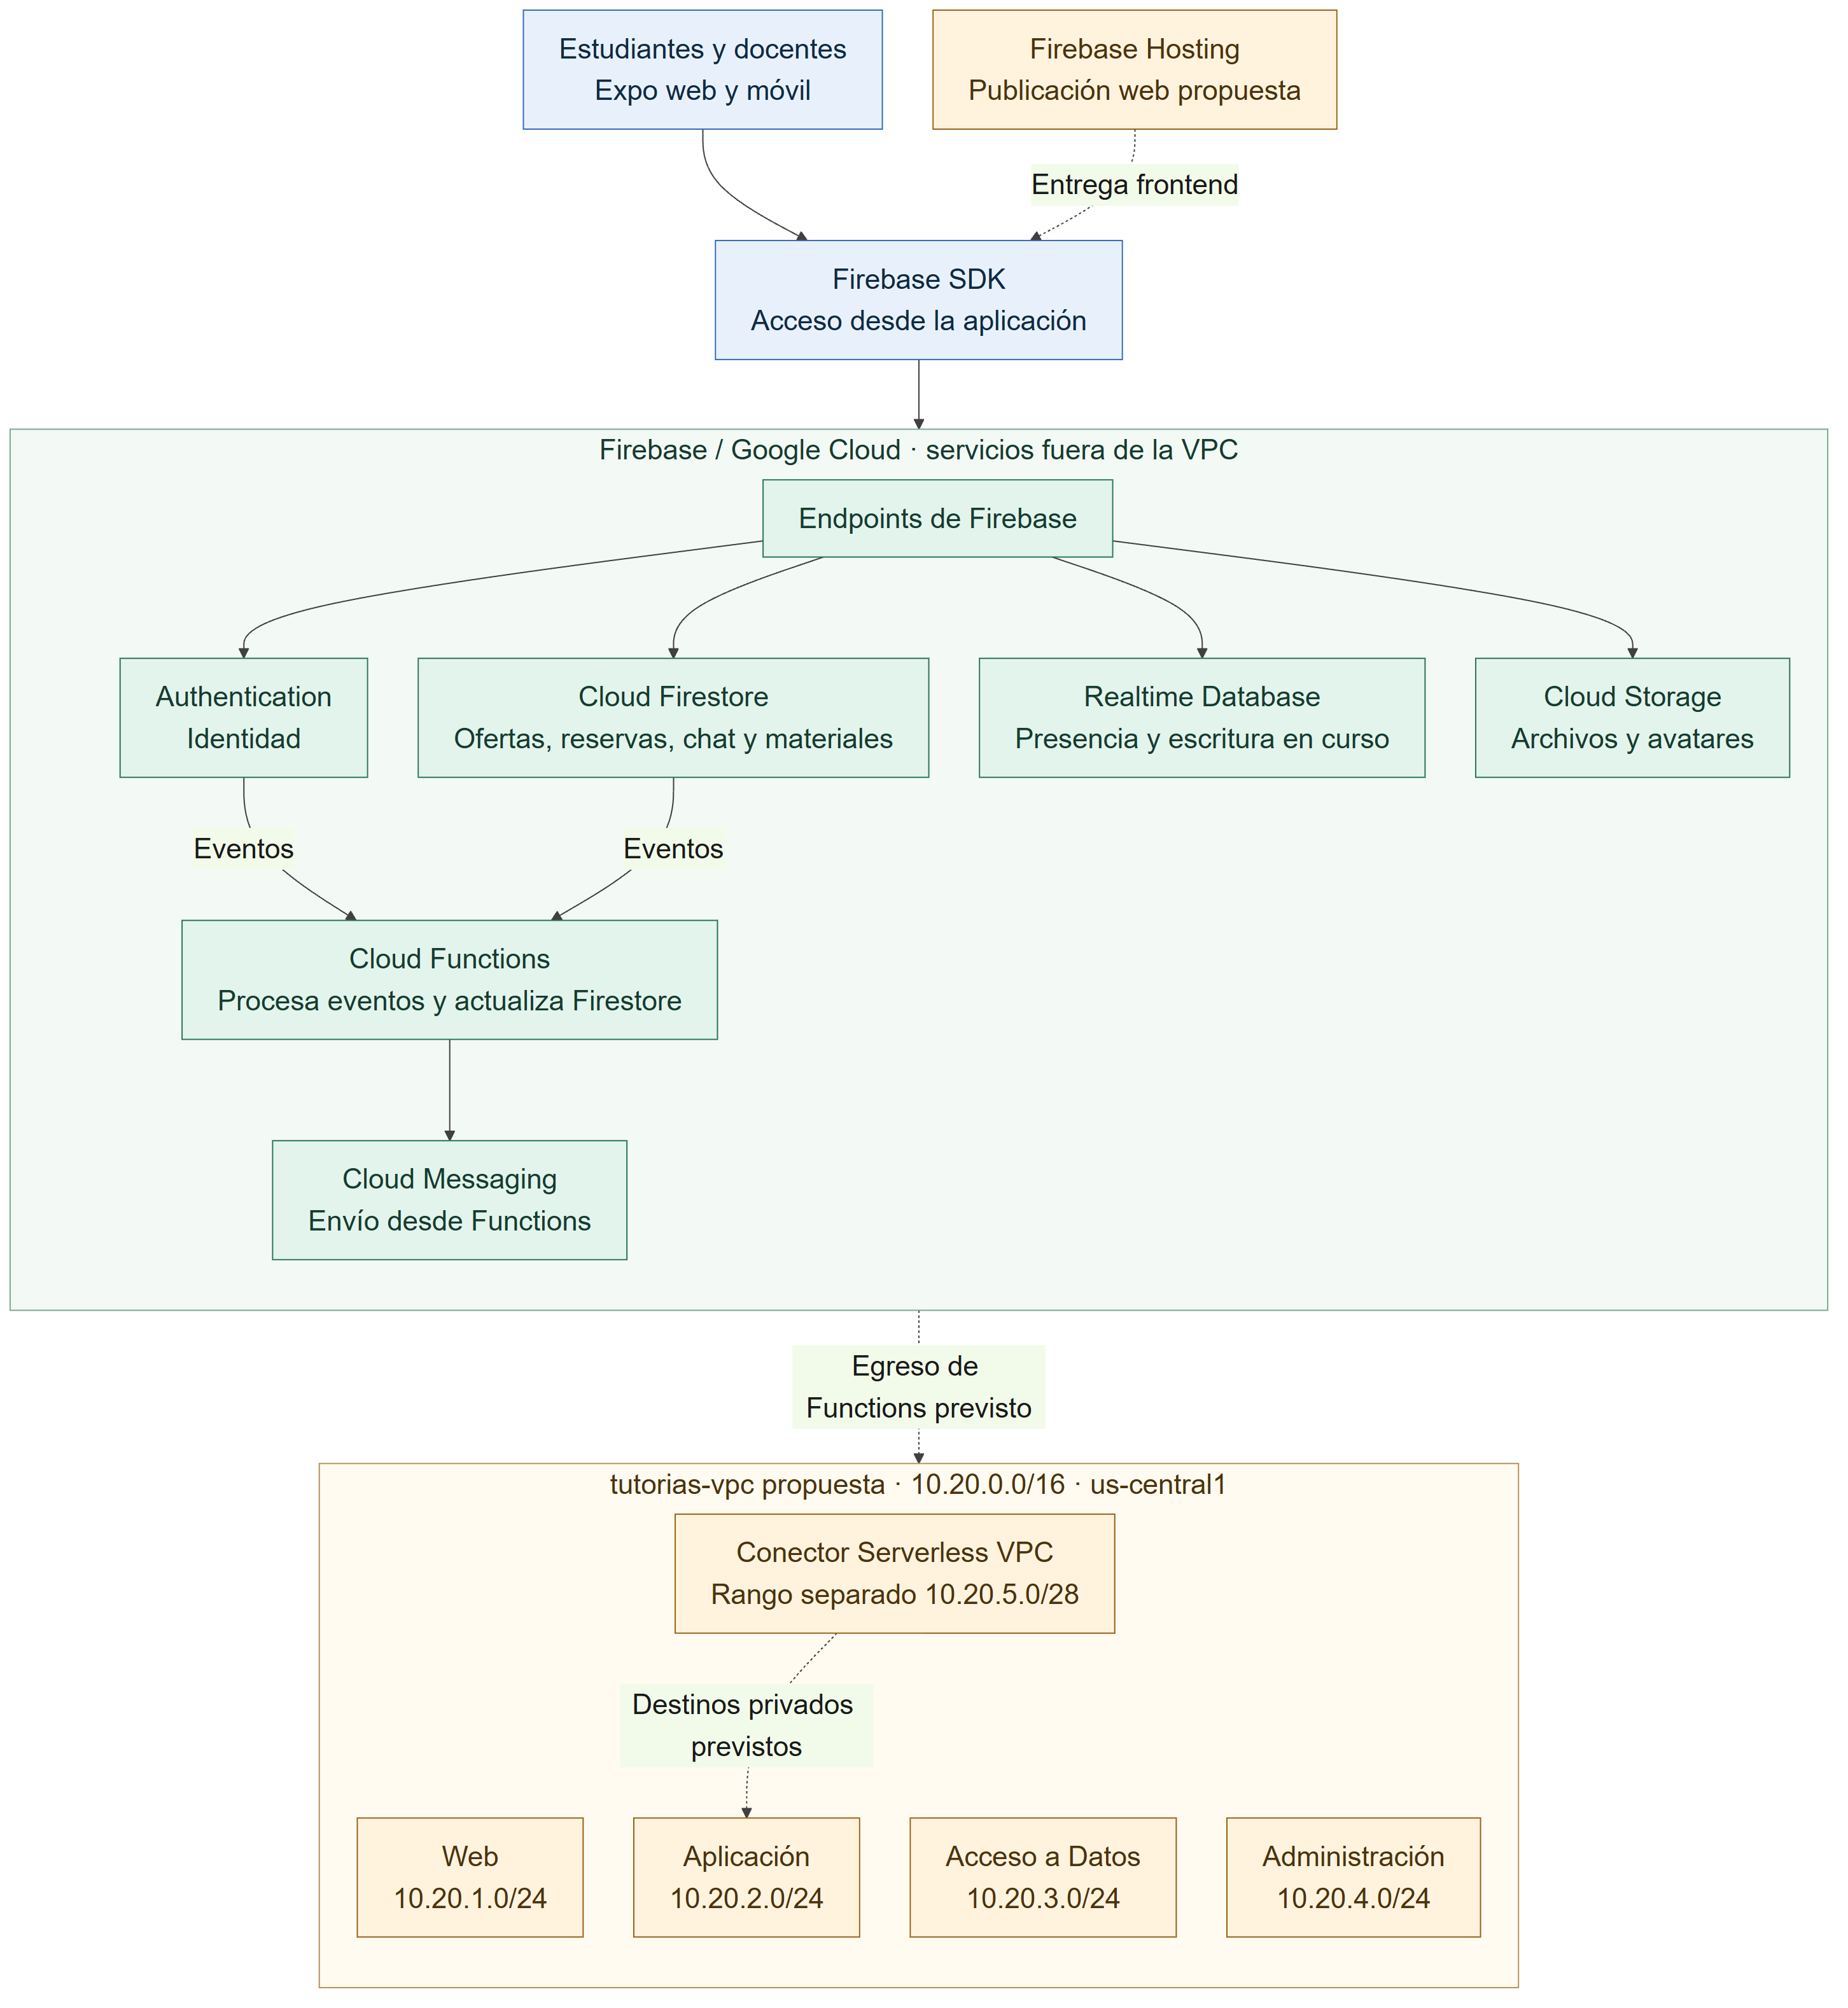 Estudiantes y docentes
Expo web y móvil
Firebase Hosting
Publicación web propuesta
Entrega frontend
Firebase SDK
Acceso desde la aplicación
Firebase / Google Cloud · servicios fuera de la VPC
Endpoints de Firebase
Authentication
Identidad
Cloud Firestore
Ofertas, reservas, chat y materiales
Realtime Database
Presencia y escritura en curso
Cloud Storage
Archivos y avatares
Eventos
Eventos
Cloud Functions
Procesa eventos y actualiza Firestore
Cloud Messaging
Envío desde Functions
Egreso de
Functions previsto
tutorias-vpc propuesta · 10.20.0.0/16 · us-central1
Conector Serverless VPC
Rango separado 10.20.5.0/28
Destinos privados
previstos
Web
10.20.1.0/24
Aplicación
10.20.2.0/24
Acceso a Datos
10.20.3.0/24
Administración
10.20.4.0/24